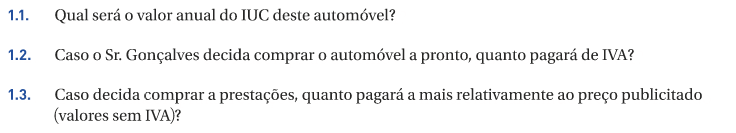 1.1. Qual será o valor anual do IUC deste automóvel?
1.2. Caso o Sr. Gonçalves decida comprar o automóvel a pronto, quanto pagará de IVA?
1.3. Caso decida comprar a prestações, quanto pagará a mais relativamente ao preço publicitado
(valores sem IVA)?